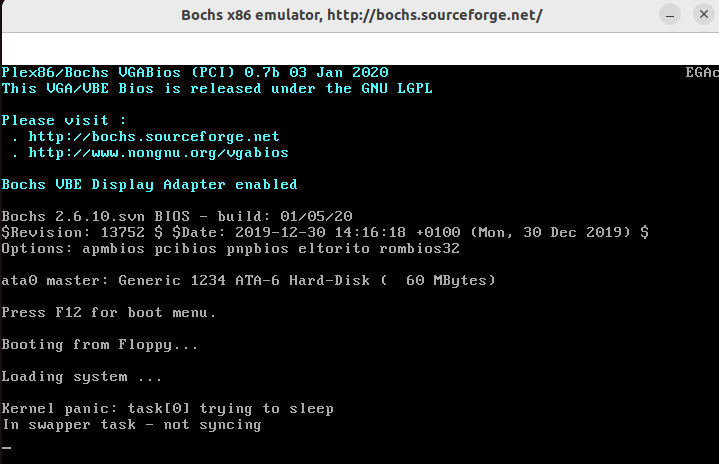 Bochs x86 emulator, http://bochs.sourceforge.net/
Plex86/Bochs VGABios (PCI) 0.7b 03 Jan 2020 EGAc
This VGA/VBE Bios is released under the GNU LGPL
Please visit :
. http://bochs.sourceforge.net
. http://www.nongnu.org/vgabios
Bochs VBE Display Adapter enabled
Bochs 2.6.10.svn BIOS - build: 01/05/20
$Revision: 13752 $ $Date: 2019-12-30 14:16:18 +0100 (Mon, 30 Dec 2019) $
Options: apmbios pcibios pnpbios eltorito rombios32
ata0 master: Generic 1234 ATA-6 Hard-Disk (  60 MBytes)
Press F12 for boot menu.
Booting from Floppy...
Loading system ...
Kernel panic: task[0] trying to sleep
In swapper task - not syncing